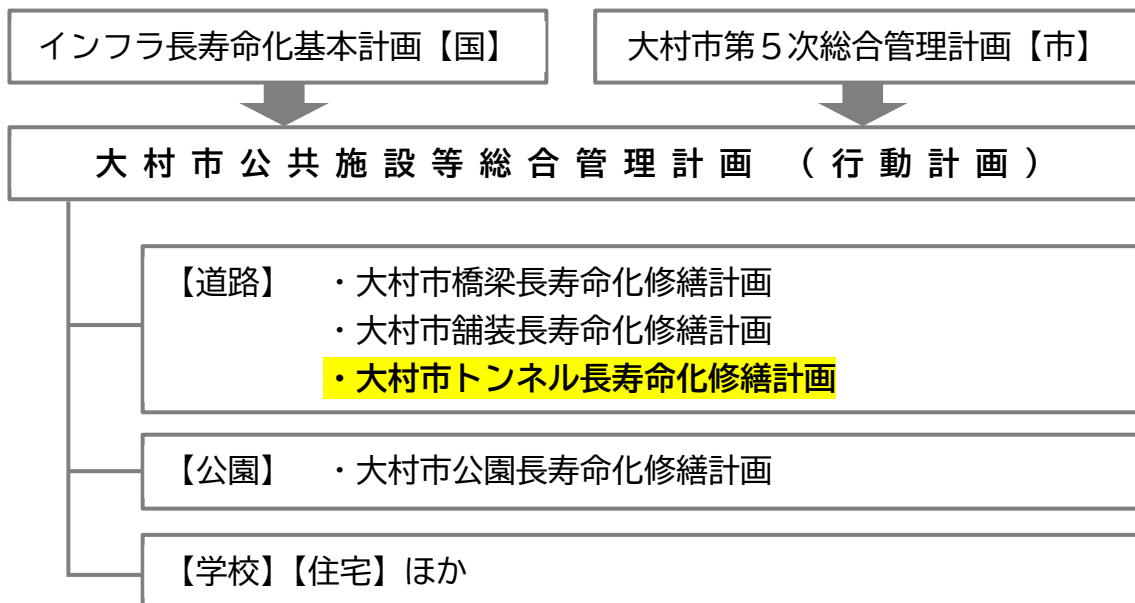 インフラ長寿命化基本計画【国】
大村市第５次総合管理計画【市】
大村市公共施設等総合管理計画（行動計画）
【道路】 ・大村市橋梁長寿命化修繕計画
・大村市舗装長寿命化修繕計画
・大村市トンネル長寿命化修繕計画
【公園】 ・大村市公園長寿命化修繕計画
【学校】【住宅】ほか